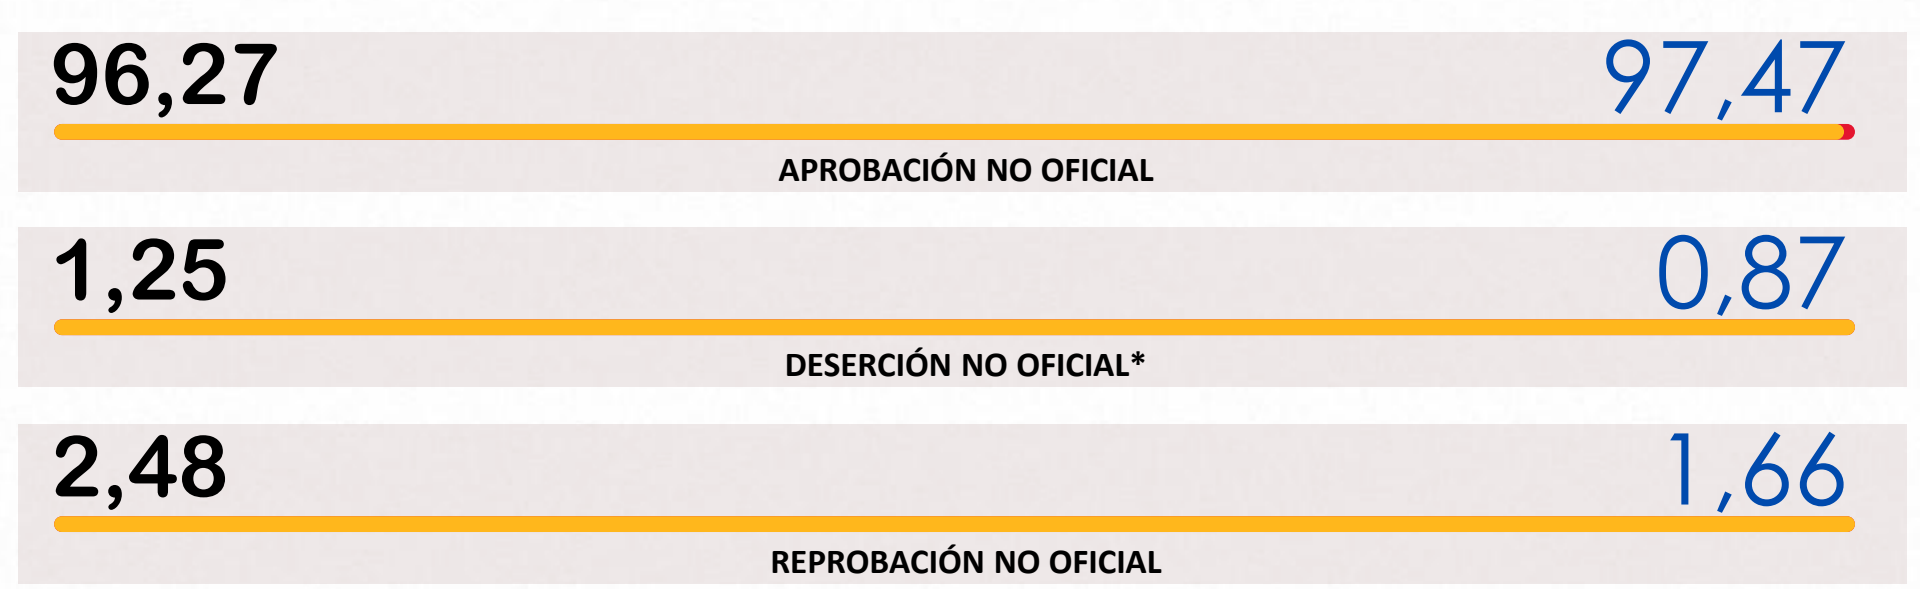 96,27 97,47
APROBACIÓN NO OFICIAL
1,25 0,87
DESERCIÓN NO OFICIAL*
2,48 1,66
REPROBACIÓN NO OFICIAL